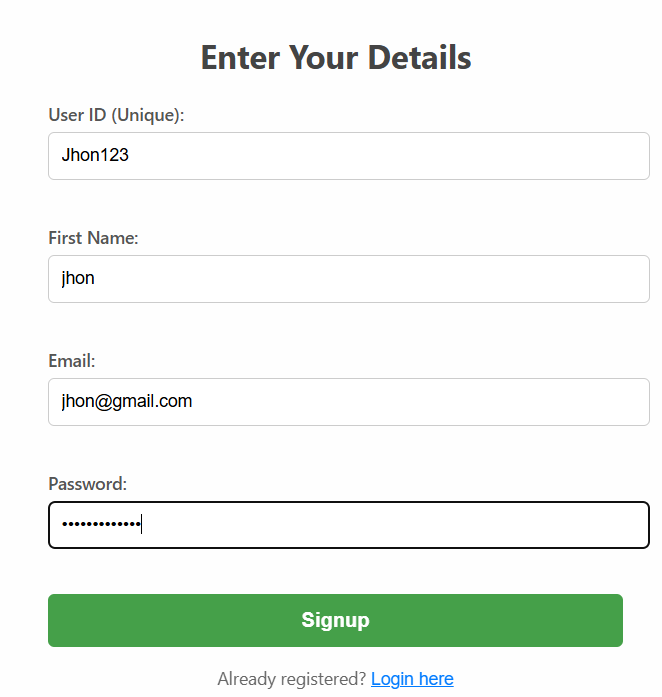 Enter Your Details
User ID (Unique):
Jhon123
First Name:
jhon
Email:
jhon@gmail.com
Password:
•••••••••••••
Signup
Already registered? Login here